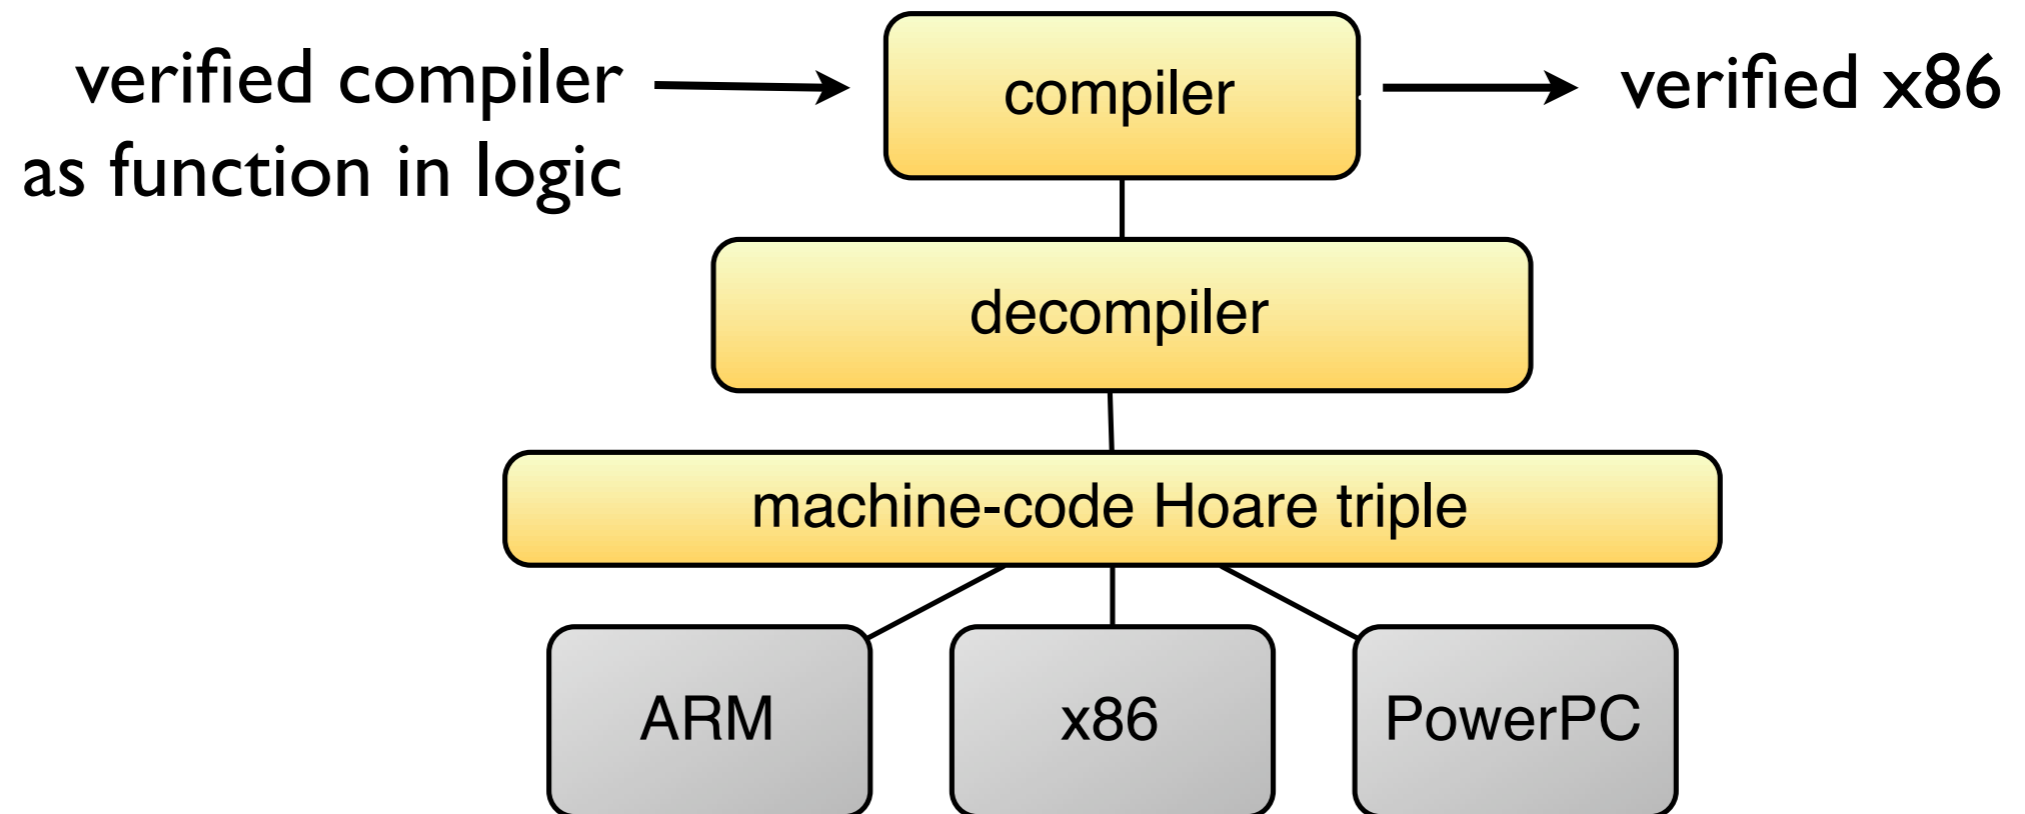 verified compiler
as function in logic
compiler
verified x86
decompiler
machine-code Hoare triple
ARM
x86
PowerPC